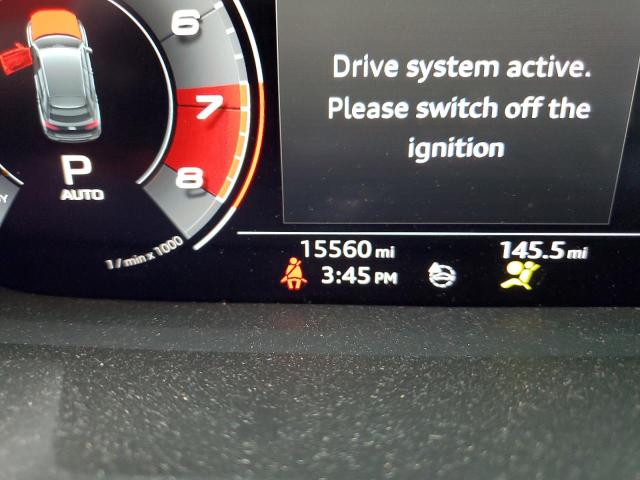 6
7
8
P
AUTO
1 / min x 1000
Drive system active.
Please switch off the
ignition
15560 mi
145.5 mi
3:45 PM